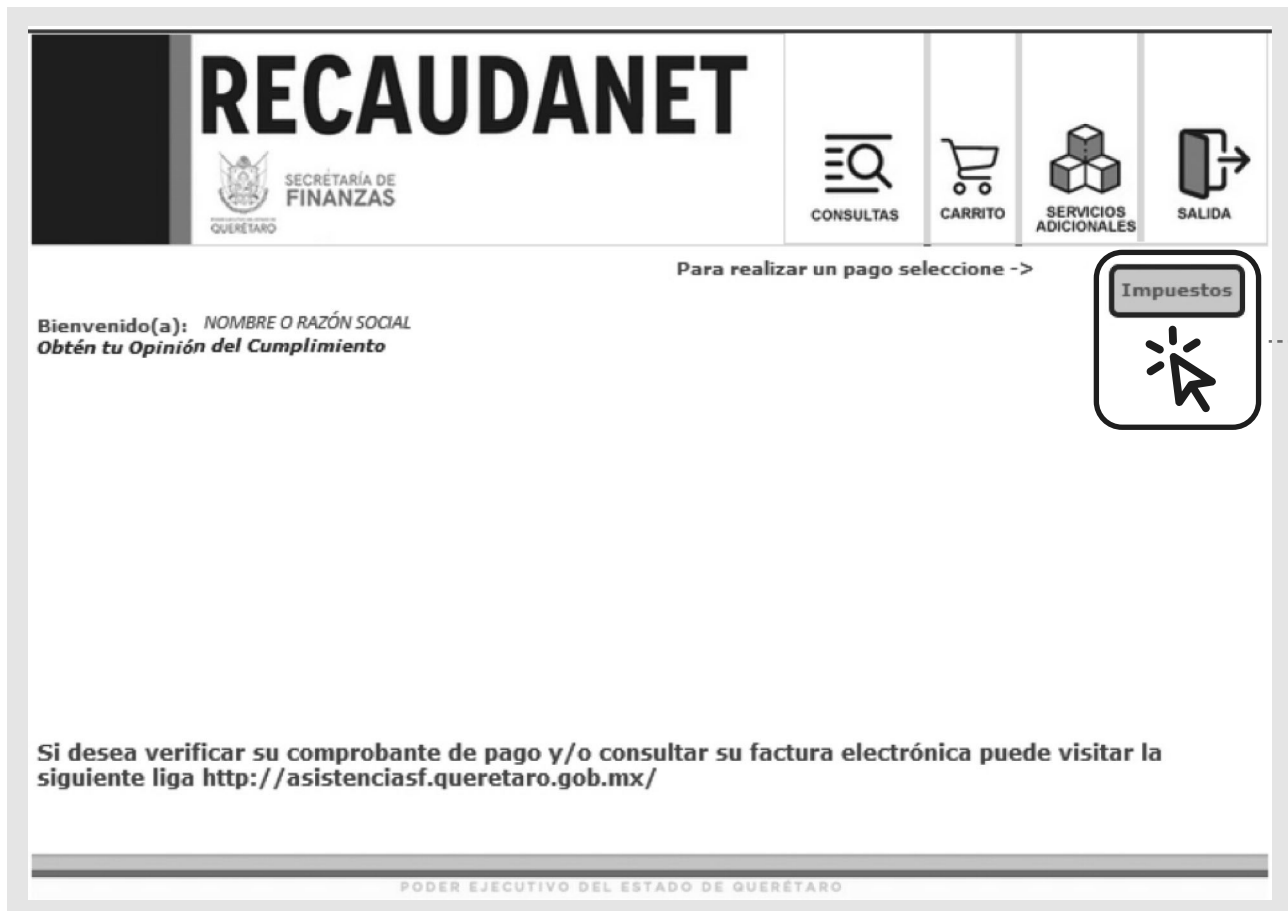 RECAUDANET
SECRETARÍA DE
FINANZAS
QUERÉTARO
CONSULTAS
CARRITO
SERVICIOS
ADICIONALES
SALIDA
Para realizar un pago seleccione ->
Impuestos
Bienvenido(a): NOMBRE O RAZÓN SOCIAL
Obtén tu Opinión del Cumplimiento
Si desea verificar su comprobante de pago y/o consultar su factura electrónica puede visitar la
siguiente liga http://asistenciasf.queretaro.gob.mx/
PODER EJECUTIVO DEL ESTADO DE QUERÉTARO